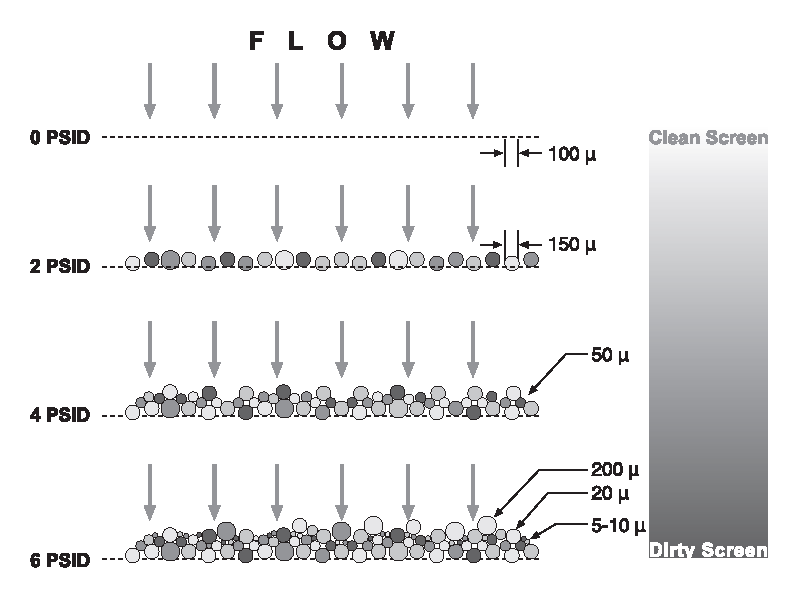 F L O W
0 PSID
Clean Screen
100 µ
150 µ
2 PSID
50 µ
4 PSID
200 µ
20 µ
5-10 µ
Dirty Screen
6 PSID